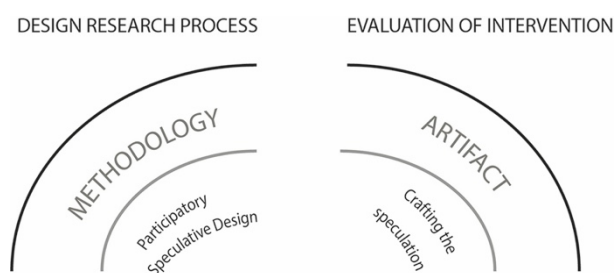 DESIGN RESEARCH PROCESS
EVALUATION OF INTERVENTION
METHODOLOGY
ARTIFACT
Participatory
Speculative Design
Crafting the
speculation